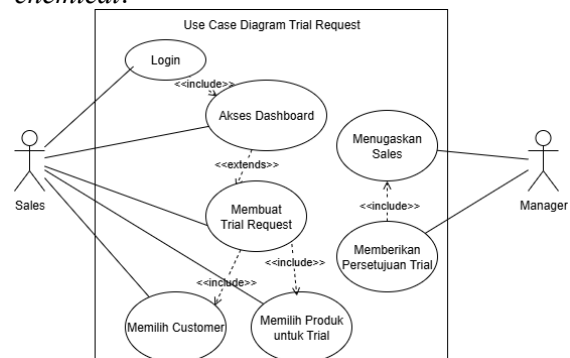 chemical.
Use Case Diagram Trial Request
Login
<<include>>
Akses Dashboard
<<extends>>
Membuat
Trial Request
<<include>>
<<include>>
Memilih Customer
Memilih Produk
untuk Trial
Menugaskan
Sales
<<include>>
Memberikan
Persetujuan Trial
Sales
Manager